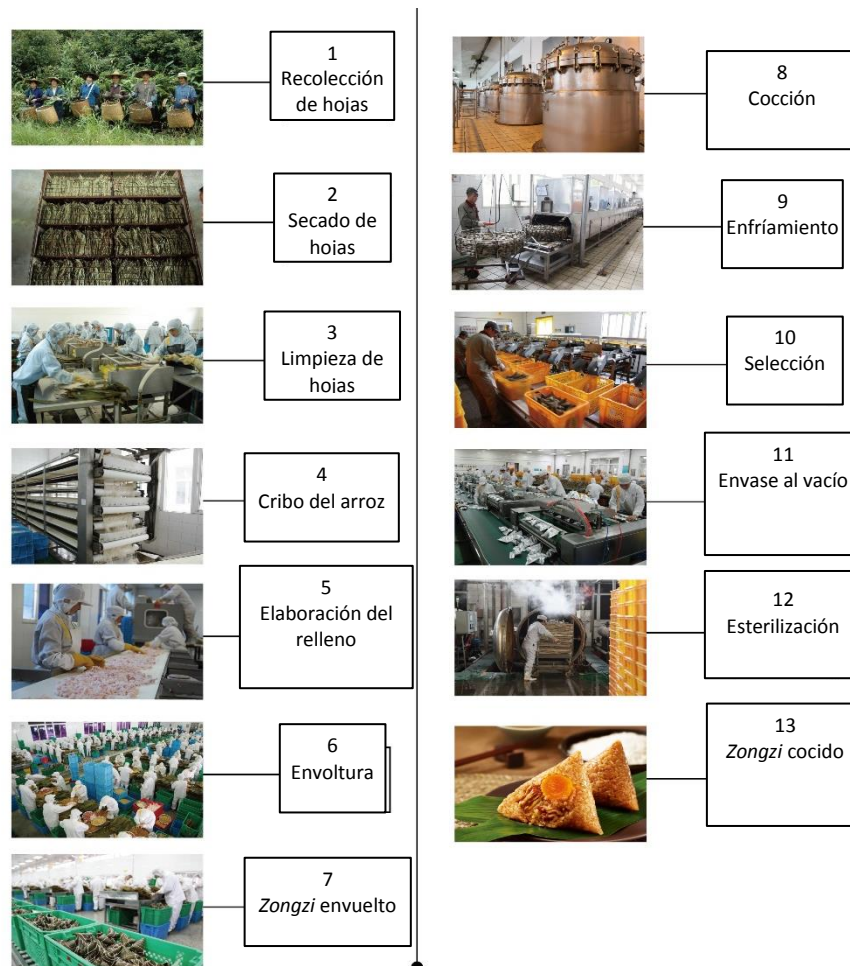 1
Recolección
de hojas
2
Secado de
hojas
3
Limpieza de
hojas
4
Cribo del arroz
5
Elaboración del
relleno
6
Envoltura
7
Zongzi envuelto
8
Cocción
9
Enfríamiento
10
Selección
11
Envase al vacío
12
Esterilización
13
Zongzi cocido